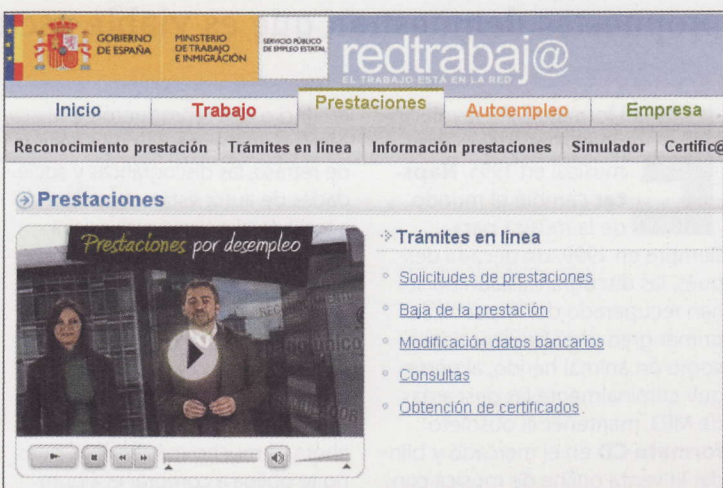 GOBIERNO
DE ESPAÑA
MINISTERIO
DE TRABAJO
E INMIGRACIÓN
SERVICIO PÚBLICO
DE EMPLEO ESTATAL
redtrabaj@
EL TRABAJO ESTÁ EN LA RED
Inicio Trabajo Prestaciones Autoempleo Empresa
Reconocimiento prestación Trámites en línea Información prestaciones Simulador Certific@
Prestaciones
Prestaciones por desempleo
Trámites en línea
Solicitudes de prestaciones
Baja de la prestación
Modificación datos bancarios
Consultas
Obtención de certificados.